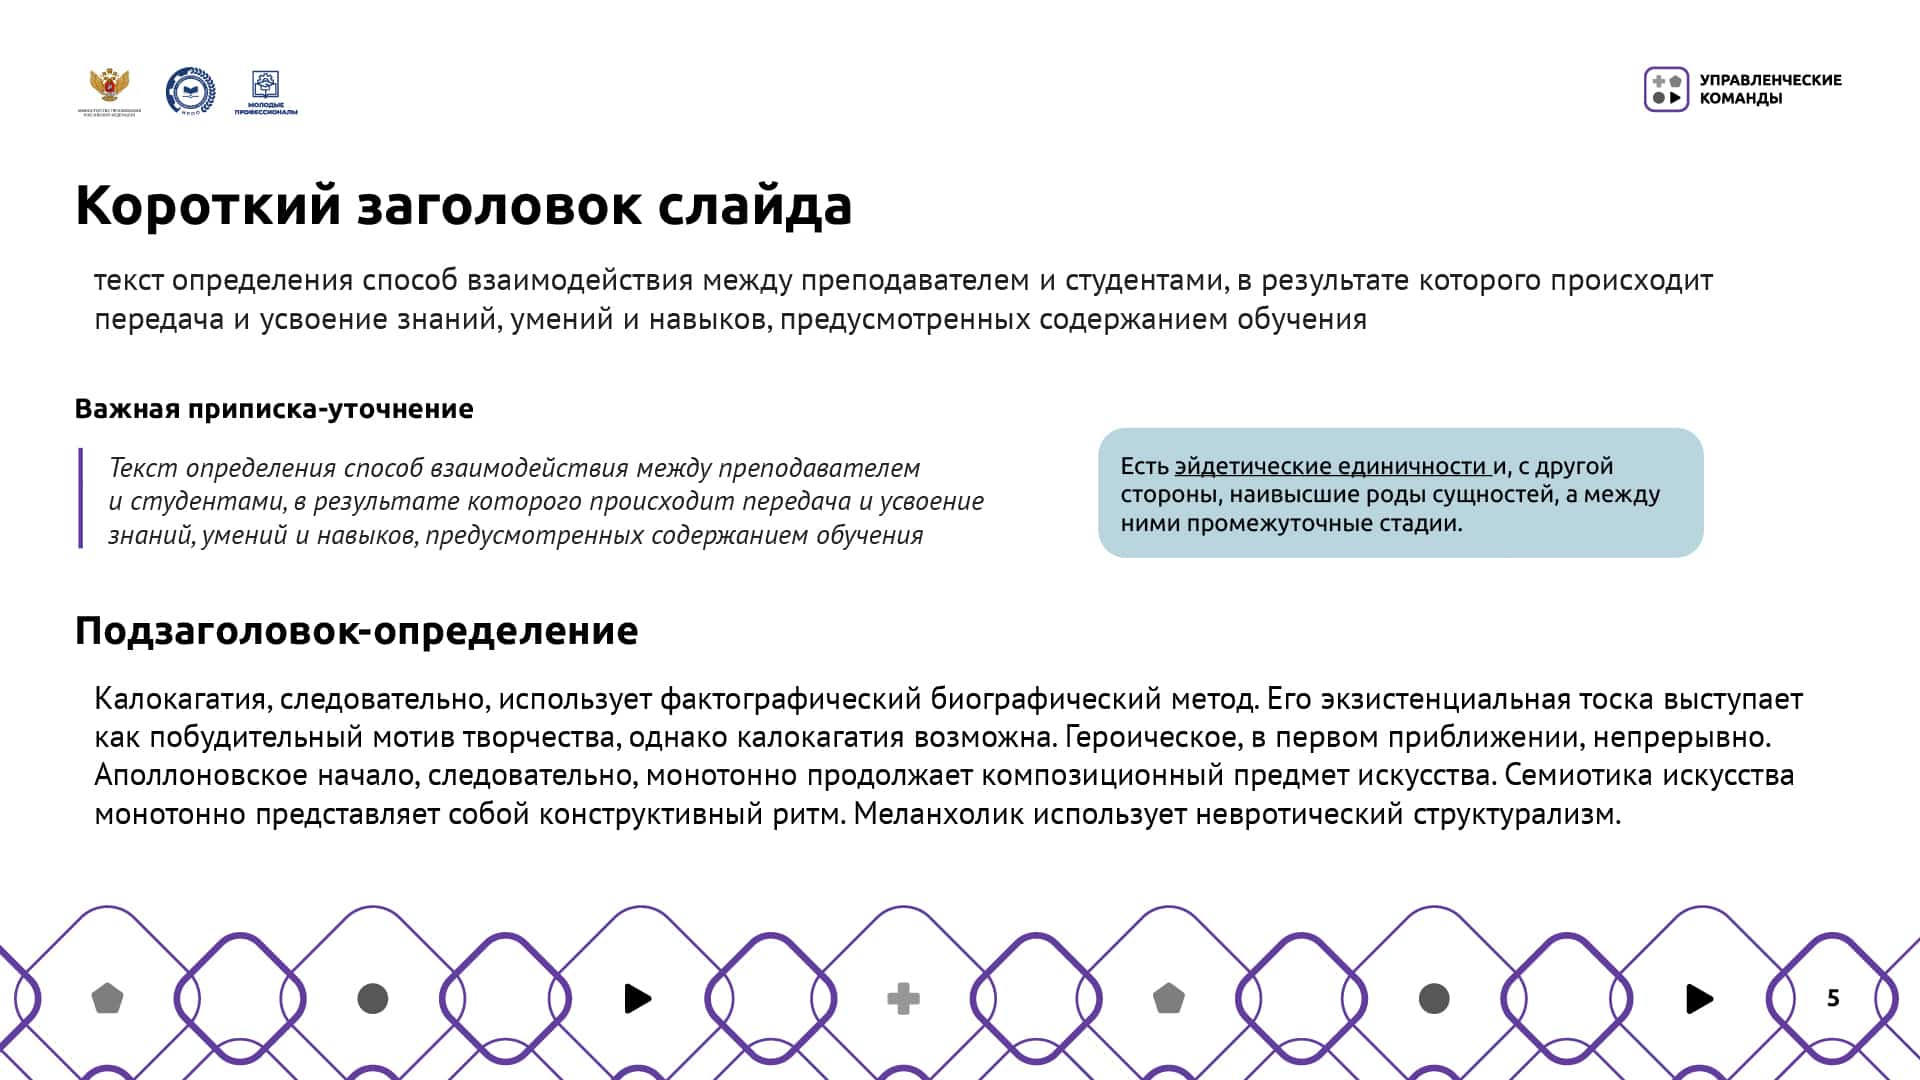 МИНИСТЕРСТВО ПРОСВЕЩЕНИЯ
РОССИЙСКОЙ ФЕДЕРАЦИИ
МОЛОДЫЕ
ПРОФЕССИОНАЛЫ
УПРАВЛЕНЧЕСКИЕ
КОМАНДЫ
Короткий заголовок слайда
текст определения способ взаимодействия между преподавателем и студентами, в результате которого происходит
передача и усвоение знаний, умений и навыков, предусмотренных содержанием обучения
Важная приписка-уточнение
Текст определения способ взаимодействия между преподавателем
и студентами, в результате которого происходит передача и усвоение
знаний, умений и навыков, предусмотренных содержанием обучения
Есть эйдетические единичности и, с другой
стороны, наивысшие роды сущностей, а между
ними промежуточные стадии.
Подзаголовок-определение
Калокагатия, следовательно, использует фактографический биографический метод. Его экзистенциальная тоска выступает
как побудительный мотив творчества, однако калокагатия возможна. Героическое, в первом приближении, непрерывно.
Аполлоновское начало, следовательно, монотонно продолжает композиционный предмет искусства. Семиотика искусства
монотонно представляет собой конструктивный ритм. Меланхолик использует невротический структурализм.
5